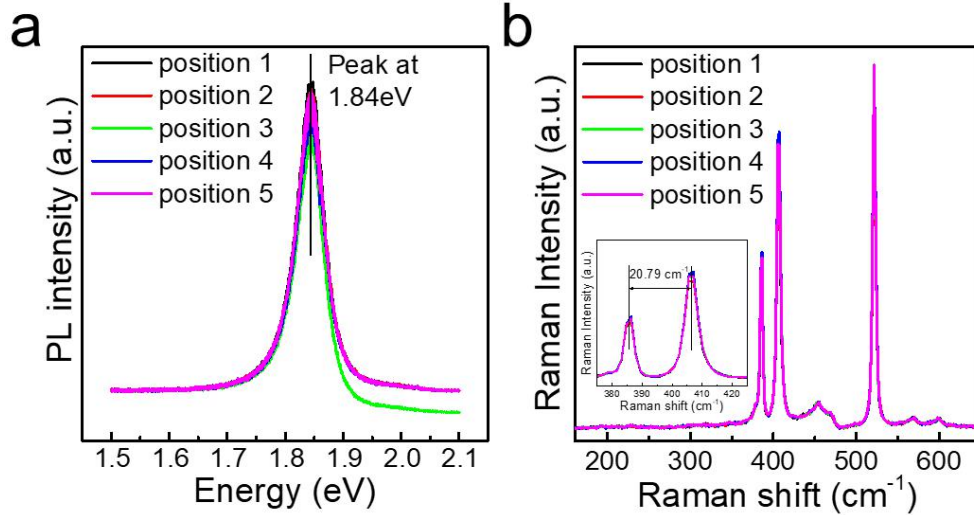 a
PL intensity (a.u.)
position 1
position 2
position 3
position 4
position 5
Peak at
1.84eV
1.5 1.6 1.7 1.8 1.9 2.0 2.1
Energy (eV)
b
Raman Intensity (a.u.)
position 1
position 2
position 3
position 4
position 5
Raman Intensity (a.u.)
20.79 cm⁻¹
380 390 400 410 420
Raman shift (cm⁻¹)
200 300 400 500 600
Raman shift (cm⁻¹)